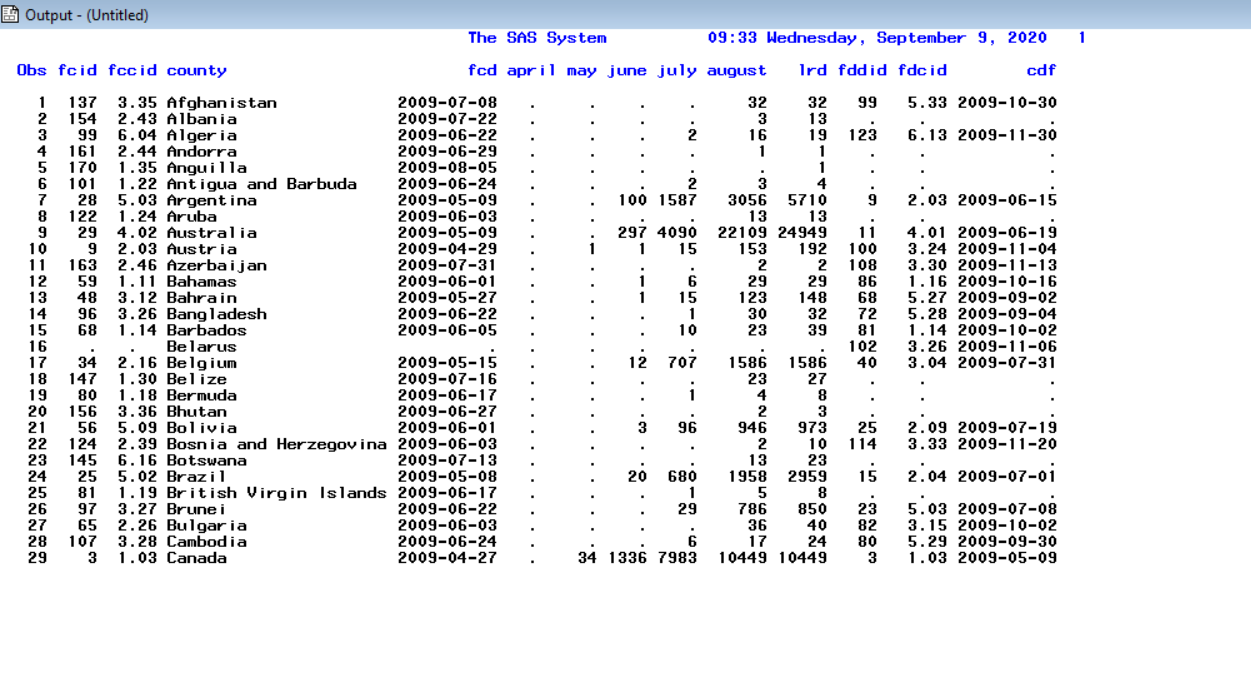 Output - (Untitled)
The SAS System 09:33 Wednesday, September 9, 2020 1
Obs fcid fccid county fcd april may june july august lrd fddid fdcid cdf
1 137 3.35 Afghanistan 2009-07-08 . . . . 32 32 99 5.33 2009-10-30
2 154 2.43 Albania 2009-07-22 . . . . 3 13 . . .
3 99 6.04 Algeria 2009-06-22 . . . 2 16 19 123 6.13 2009-11-30
4 161 2.44 Andorra 2009-06-29 . . . . 1 1 . . .
5 170 1.35 Anguilla 2009-08-05 . . . . . 1 . . .
6 101 1.22 Antigua and Barbuda 2009-06-24 . . . 2 3 4 . . .
7 28 5.03 Argentina 2009-05-09 . . 100 1587 3056 5710 9 2.03 2009-06-15
8 122 1.24 Aruba 2009-06-03 . . . . 13 13 . . .
9 29 4.02 Australia 2009-05-09 . . 297 4090 22109 24949 11 4.01 2009-06-19
10 9 2.03 Austria 2009-04-29 . 1 1 15 153 192 100 3.24 2009-11-04
11 163 2.46 Azerbaijan 2009-07-31 . . . . 2 2 108 3.30 2009-11-13
12 59 1.11 Bahamas 2009-06-01 . . 1 6 29 29 86 1.16 2009-10-16
13 48 3.12 Bahrain 2009-05-27 . . 1 15 123 148 68 5.27 2009-09-02
14 96 3.26 Bangladesh 2009-06-22 . . . 1 30 32 72 5.28 2009-09-04
15 68 1.14 Barbados 2009-06-05 . . . 10 23 39 81 1.14 2009-10-02
16 . . Belarus . . . . . . . 102 3.26 2009-11-06
17 34 2.16 Belgium 2009-05-15 . . 12 707 1586 1586 40 3.04 2009-07-31
18 147 1.30 Belize 2009-07-16 . . . . 23 27 . . .
19 80 1.18 Bermuda 2009-06-17 . . . 1 4 8 . . .
20 156 3.36 Bhutan 2009-06-27 . . . . 2 3 . . .
21 56 5.09 Bolivia 2009-06-01 . . 3 96 946 973 25 2.09 2009-07-19
22 124 2.39 Bosnia and Herzegovina 2009-06-03 . . . . 2 10 114 3.33 2009-11-20
23 145 6.16 Botswana 2009-07-13 . . . . 13 23 . . .
24 25 5.02 Brazil 2009-05-08 . . 20 680 1958 2959 15 2.04 2009-07-01
25 81 1.19 British Virgin Islands 2009-06-17 . . . 1 5 8 . . .
26 97 3.27 Brunei 2009-06-22 . . . 29 786 850 23 5.03 2009-07-08
27 65 2.26 Bulgaria 2009-06-03 . . . . 36 40 82 3.15 2009-10-02
28 107 3.28 Cambodia 2009-06-24 . . . 6 17 24 80 5.29 2009-09-30
29 3 1.03 Canada 2009-04-27 . 34 1336 7983 10449 10449 3 1.03 2009-05-09